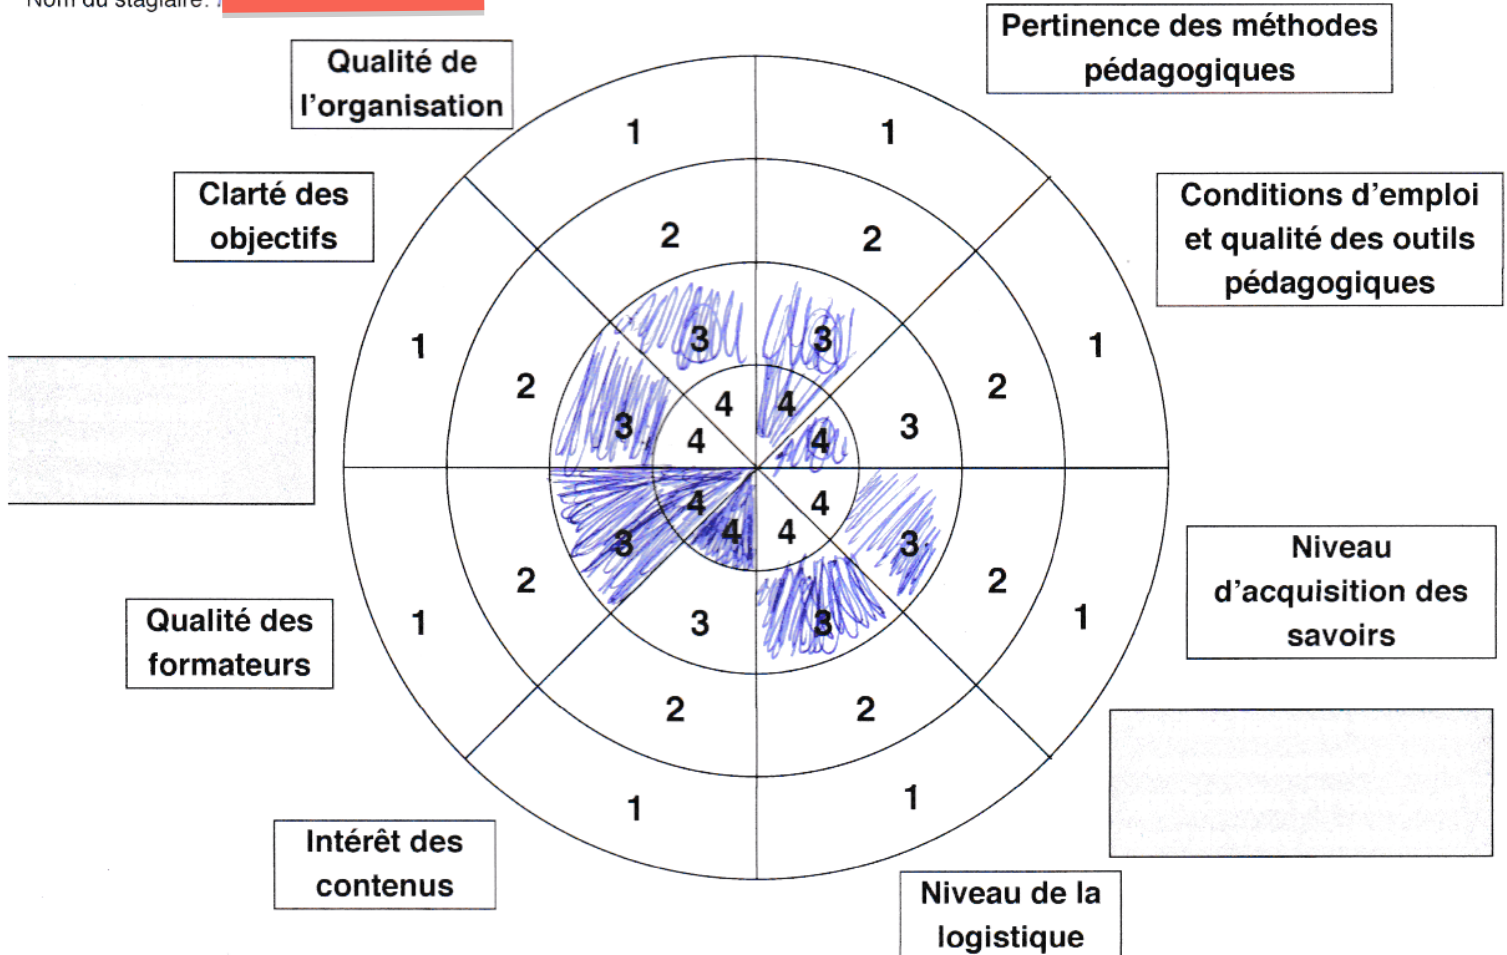 Nom du stagiaire:
Pertinence des méthodes
pédagogiques
Qualité de
l'organisation
1
1
Clarté des
objectifs
Conditions d'emploi
et qualité des outils
pédagogiques
2
2
1
3
3
1
2
2
4
4
3
3
4
4
4
4
3
3
4
4
2
2
Niveau
d'acquisition des
savoirs
Qualité des
formateurs
1
3
3
1
2
2
1
1
Intérêt des
contenus
Niveau de la
logistique